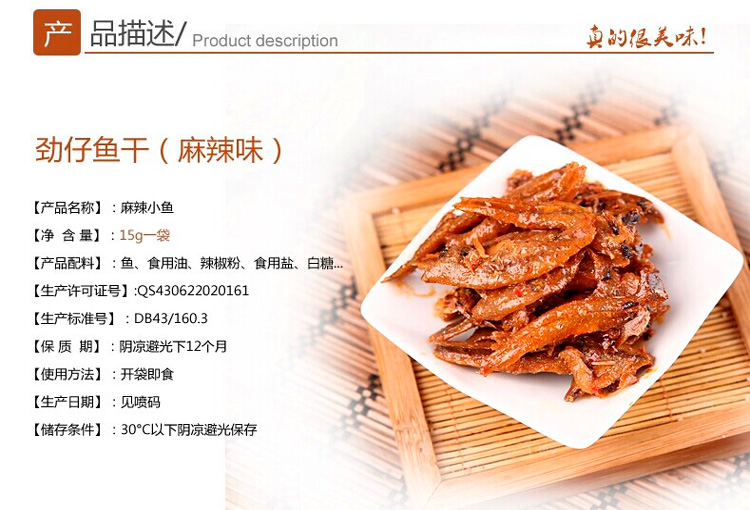 产品描述/ Product description
真的很美味!
劲仔鱼干（麻辣味）
【产品名称】：麻辣小鱼
【净 含 量】：15g一袋
【产品配料】：鱼、食用油、辣椒粉、食用盐、白糖...
【生产许可证号】:QS430622020161
【生产标准号】：DB43/160.3
【保 质 期】：阴凉避光下12个月
【使用方法】：开袋即食
【生产日期】：见喷码
【储存条件】：30°C以下阴凉避光保存